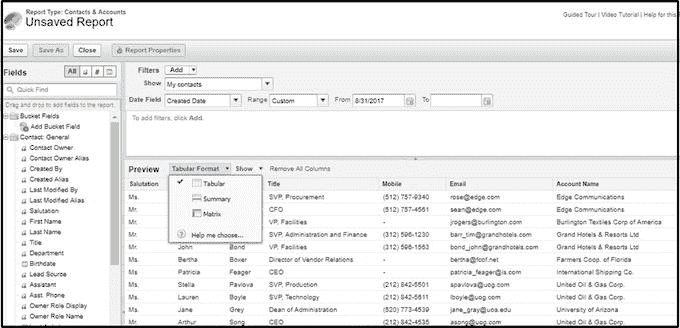 Report Type: Contacts & Accounts
Unsaved Report
Guided Tour | Video Tutorial | Help for this
Save Save As Close Report Properties
Fields All a # Filters Add
Quick Find Show My contacts
Drag and drop to add fields to the report. Date Field Created Date Range Custom From 8/31/2017 To
Bucket Fields To add filters, click Add.
Add Bucket Field
Contact: General
Contact Owner
Contact Owner Alias
Created By Preview Tabular Format Show Remove All Columns
Created Alias Salutation Title Mobile Email Account Name
Last Modified By Ms. Tabular SVP, Procurement (512) 757-9340 rose@edge.com Edge Communications
Last Modified Alias Mr. Summary CFO (512) 757-4561 sean@edge.com Edge Communications
Salutation Mr. Matrix VP, Facilities - jrogers@burlington.com Burlington Textiles Corp of America
First Name Mr. Help me choose... SVP, Administration and Finance (312) 596-1230 barr_tim@grandhotels.com Grand Hotels & Resorts Ltd
Last Name Mr. John Bond VP, Facilities (312) 596-1563 bond_john@grandhotels.com Grand Hotels & Resorts Ltd
Title Ms. Bertha Boxer Director of Vendor Relations - bertha@fcof.net Farmers Coop. of Florida
Department Ms. Patricia Feager CEO - patricia_feager@is.com International Shipping Co.
Birthdate Ms. Stella Pavlova SVP, Production (212) 842-5501 spavlova@uog.com United Oil & Gas Corp.
Lead Source Ms. Lauren Boyle SVP, Technology (212) 842-5611 lboyle@uog.com United Oil & Gas Corp.
Assistant Ms. Jane Grey Dean of Administration (520) 773-4539 jane_gray@uoa.edu University of Arizona
Asst. Phone Mr. Arthur Song CEO (212) 842-4535 asong@uog.com United Oil & Gas Corp.
Owner Role Display
Owner Role Name